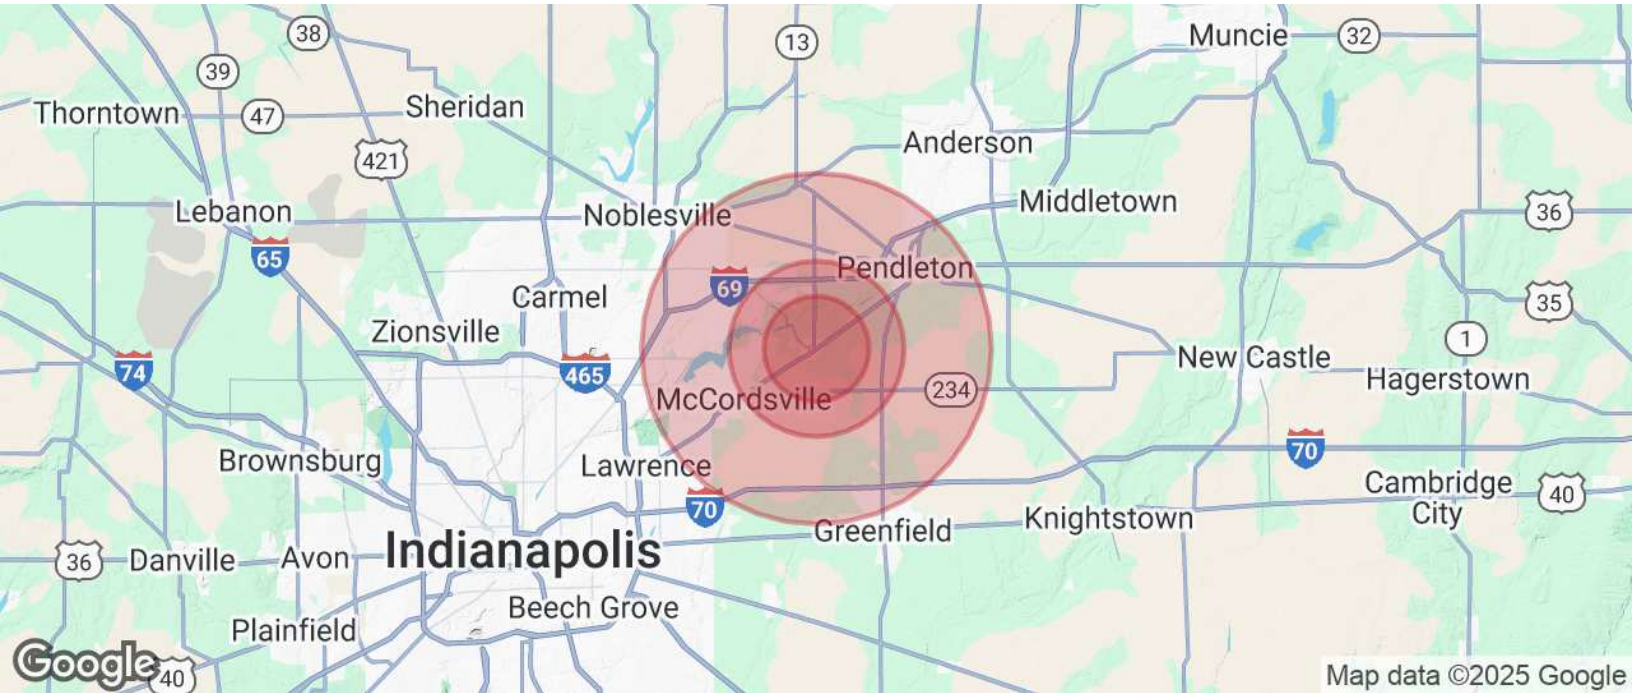 38
13
Muncie
32
39
Thorntown
47
Sheridan
421
Anderson
Lebanon
Noblesville
Middletown
36
65
Pendleton
69
Carmel
35
Zionsville
1
New Castle
74
465
Hagerstown
McCordsville
234
Brownsburg
Lawrence
70
70
Cambridge
City
40
Knightstown
Greenfield
Indianapolis
36
Danville
Avon
Beech Grove
Plainfield
Google
40
Map data ©2025 Google